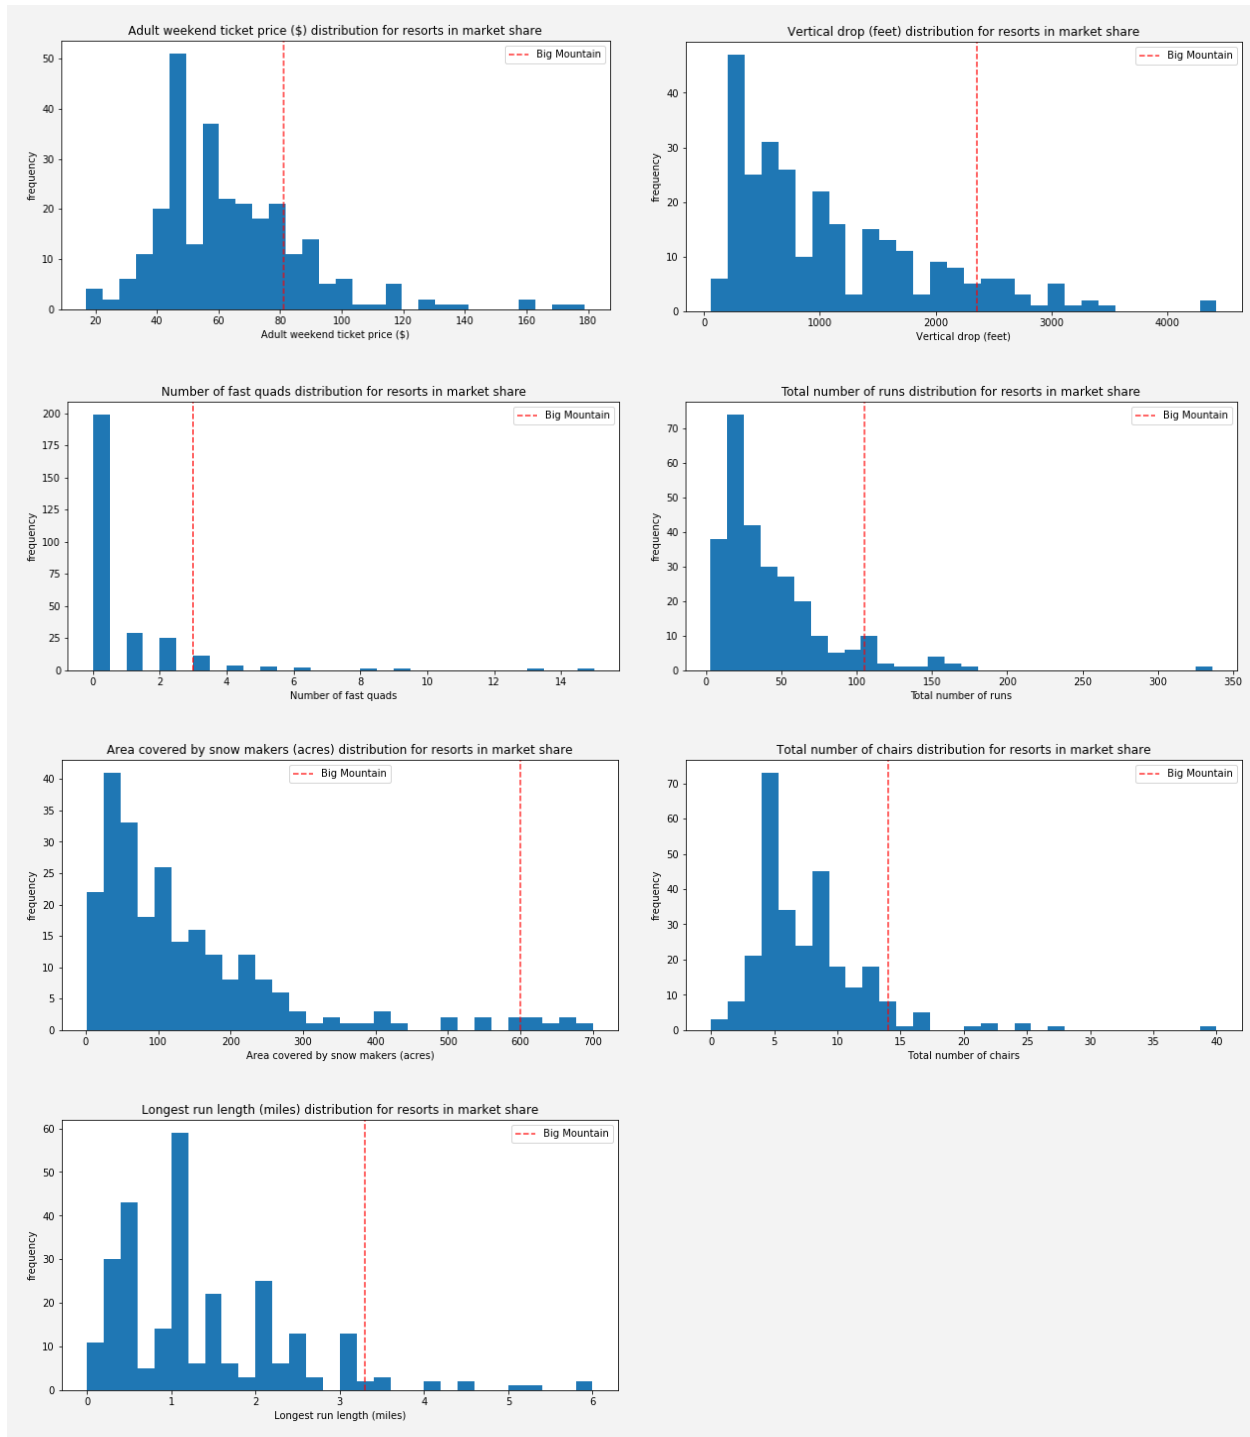 Adult weekend ticket price ($) distribution for resorts in market share
Big Mountain
frequency
50
40
30
20
10
0
20 40 60 80 100 120 140 160 180
Adult weekend ticket price ($)
Vertical drop (feet) distribution for resorts in market share
Big Mountain
frequency
40
30
20
10
0
0 1000 2000 3000 4000
Vertical drop (feet)
Number of fast quads distribution for resorts in market share
Big Mountain
frequency
200
175
150
125
100
75
50
25
0
0 2 4 6 8 10 12 14
Number of fast quads
Total number of runs distribution for resorts in market share
Big Mountain
frequency
70
60
50
40
30
20
10
0
0 50 100 150 200 250 300 350
Total number of runs
Area covered by snow makers (acres) distribution for resorts in market share
Big Mountain
frequency
40
35
30
25
20
15
10
5
0
0 100 200 300 400 500 600 700
Area covered by snow makers (acres)
Total number of chairs distribution for resorts in market share
Big Mountain
frequency
70
60
50
40
30
20
10
0
0 5 10 15 20 25 30 35 40
Total number of chairs
Longest run length (miles) distribution for resorts in market share
Big Mountain
frequency
60
50
40
30
20
10
0
0 1 2 3 4 5 6
Longest run length (miles)